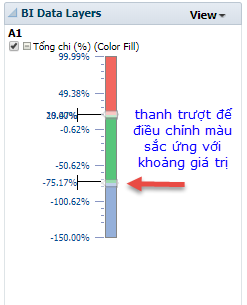 BI Data Layers
View
A1
Tổng chi (%) (Color Fill)
99.99%
49.38%
-0.62%
-50.62%
-75.17%
-100.62%
-150.00%
thanh trượt để
điều chỉnh màu
sắc ứng với
khoảng giá trị